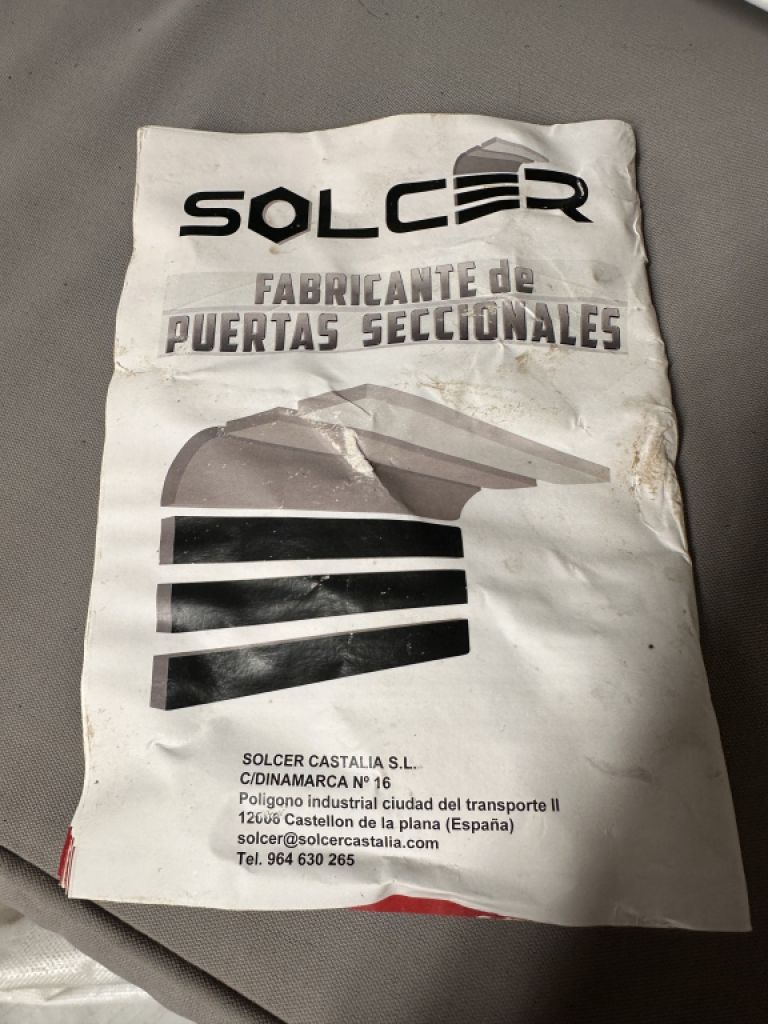 SOLCER
FABRICANTE de
PUERTAS SECCIONALES
SOLCER CASTALIA S.L.
C/DINAMARCA Nº 16
Poligono industrial ciudad del transporte II
12006 Castellon de la plana (España)
solcer@solcercastalia.com
Tel. 964 630 265